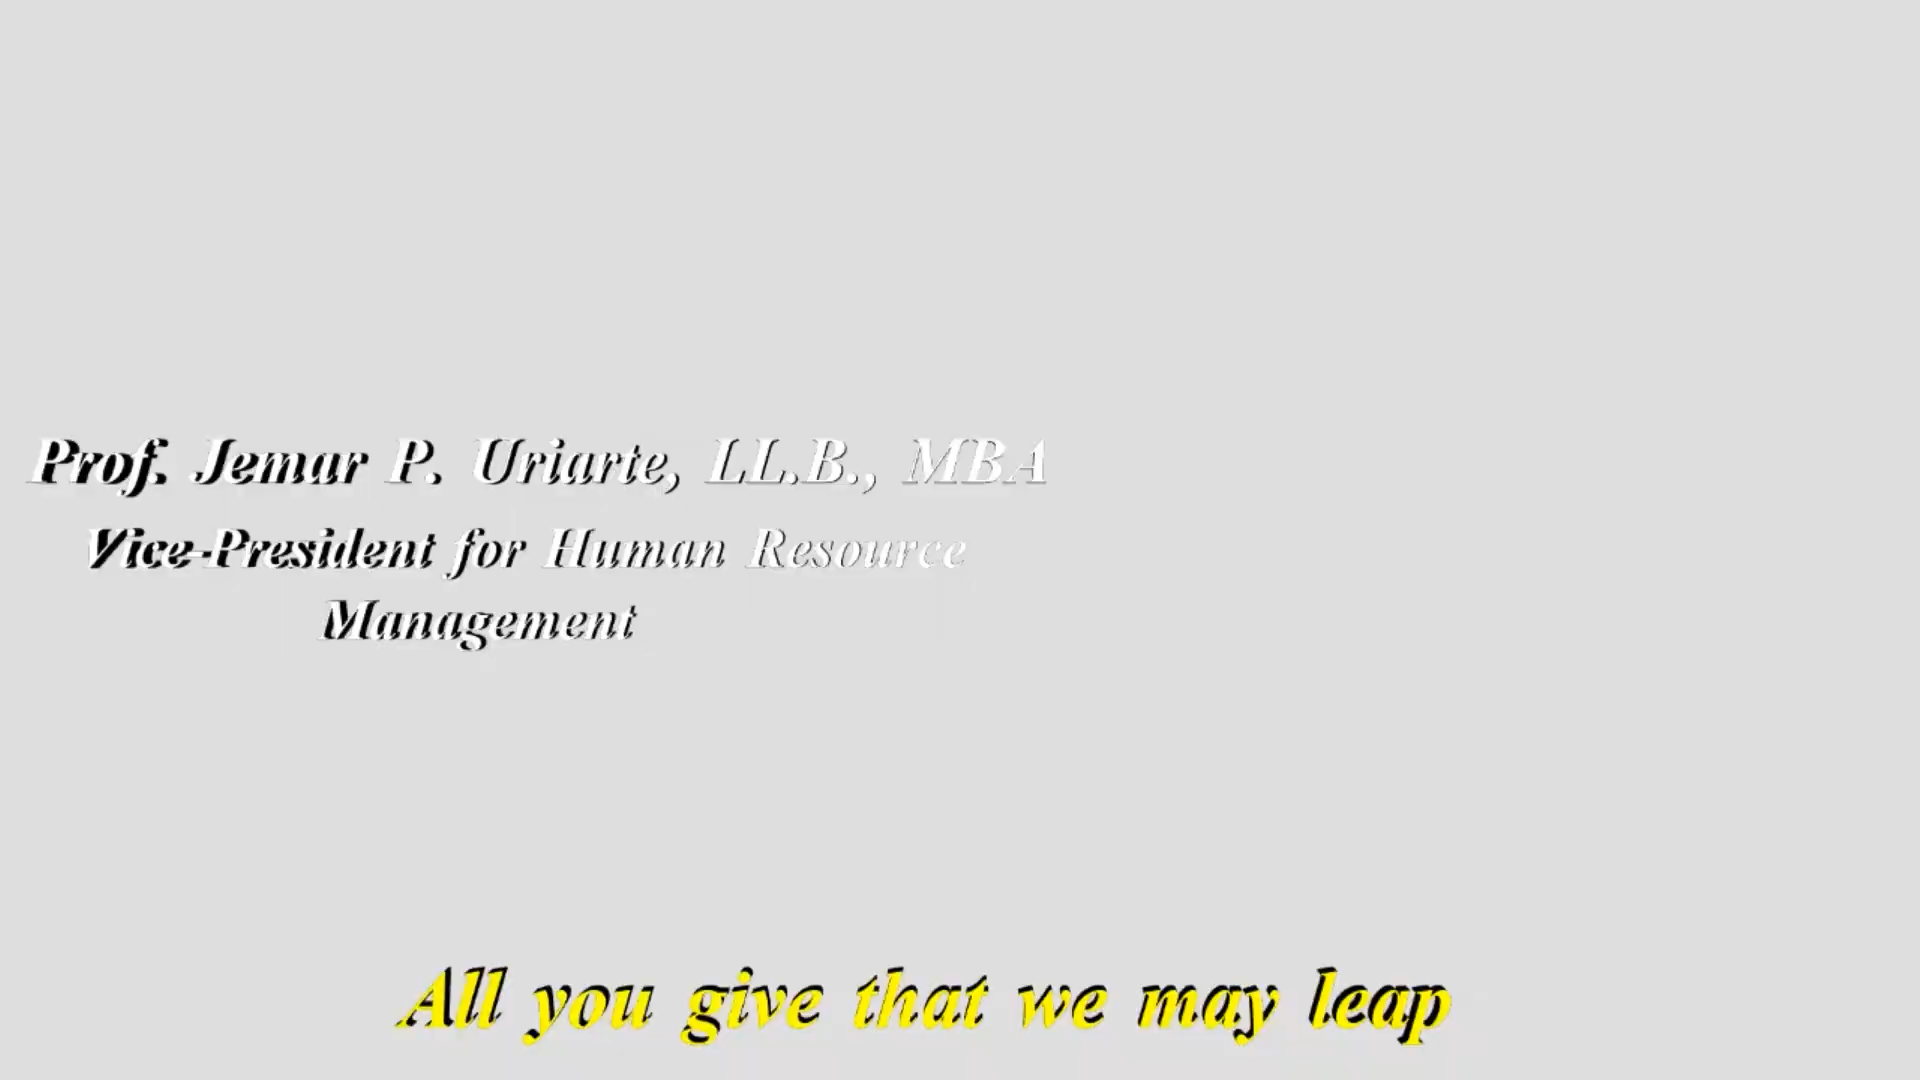 Prof. Jemar P. Uriarte, LL.B., MBA
Vice-President for Human Resource
Management
All you give that we may leap